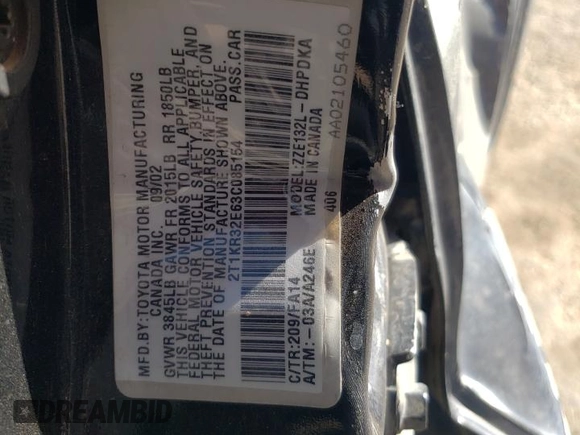 MFD.BY:TOYOTA MOTOR MANUFACTURING
CANADA INC. 09/02
GVWR 3845LB GAWR FR 2015LB RR 1850LB
THIS VEHICLE CONFORMS TO ALL APPLICABLE
FEDERAL MOTOR VEHICLE SAFETY,BUMPER, AND
THEFT PREVENTION STANDARDS IN EFFECT ON
THE DATE OF MANUFACTURE SHOWN ABOVE.
2T1KR32E63C085154 PASS.CAR
C/TR:209/FA14 MODEL:ZZE132L-DHPDKA
A/TM:-03A/A246E MADE IN CANADA
406 AA02105460
DREAMBID